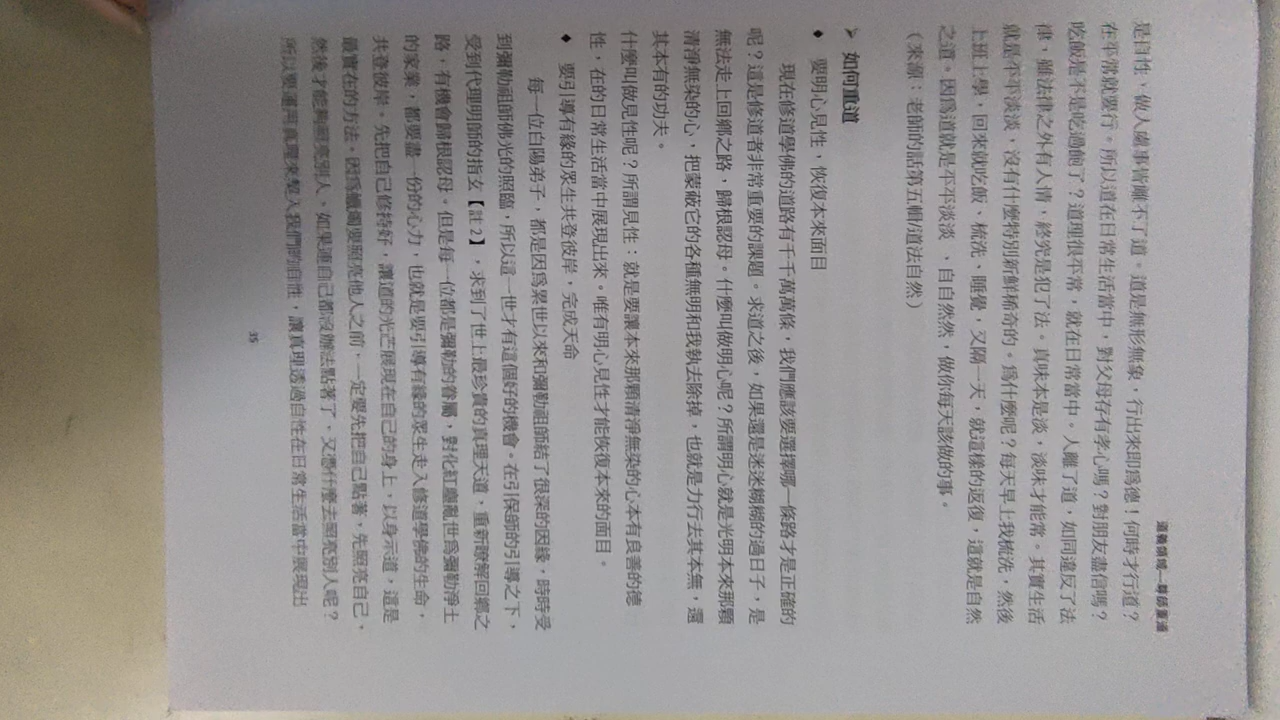 道學領域—尊師重道
是自性、做人處事皆離不了道。道是無形無象，行出來即為德！何時才行道？
在平常就要行。所以道在日常生活當中，對父母存有孝心嗎？對朋友盡信嗎？
吃飯是不是吃過飽了？道理很平常，就在日常當中。人離了道，如同違反了法
律，雖法律之外有人情，終究是犯了法。真味本是淡，淡味才能常。其實生活
就是平平淡淡，沒有什麼特別新鮮稀奇的。為什麼呢？每天早上我梳洗，然後
上班上學，回來就吃飯、梳洗、睡覺，又隔一天，就這樣的返復，這就是自然
之道。因為道就是平平淡淡、自自然然，做你每天該做的事。
（來源：老師的話第五輯/道法自然）
➢ 如何重道
◆ 要明心見性，恢復本來面目
現在修道學佛的道路有千千萬萬條，我們應該要選擇哪一條路才是正確的
呢？這是修道者非常重要的課題。求道之後，如果還是迷迷糊糊的過日子，是
無法走上回鄉之路，歸根認母。什麼叫做明心呢？所謂明心就是光明本來那顆
清淨無染的心，把蒙蔽它的各種無明和我執去除掉，也就是力行去其本無，還
其本有的功夫。
什麼叫做見性呢？所謂見性：就是要讓本來那顆清淨無染的心本有良善的德
性，在的日常生活當中展現出來。唯有明心見性才能恢復本來的面目。
◆ 要引導有緣的眾生共登彼岸，完成天命
每一位白陽弟子，都是因為累世以來和彌勒祖師結了很深的因緣，時時受
到彌勒祖師佛光的照臨，所以這一世才有這個好的機會。在引保師的引導之下，
受到代理明師的指玄【註2】，求到了世上最珍貴的真理天道，重新瞭解回鄉之
路，有機會歸根認母。但是每一位都是彌勒的眷屬，對化紅塵亂世為彌勒淨土
的家業，都要盡一份的心力，也就是要引導有緣的眾生走入修道學佛的生命，
共登彼岸。先把自己修持好，讓道的光芒展現在自己的身上，以身示道，這是
最實在的方法。因為蠟燭要照亮他人之前，一定要先把自己點著，先照亮自己，
然後才能夠照亮別人。如果連自己都沒辦法點著了，又憑什麼去照亮別人呢？
所以要運用真理來契入我們的自性，讓真理透過自性在日常生活當中展現出
35